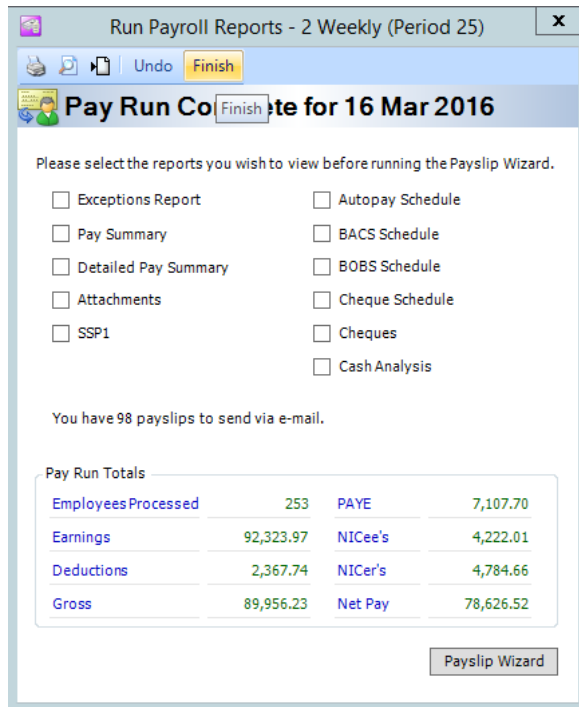 Run Payroll Reports - 2 Weekly (Period 25) x
Undo Finish
Pay Run Co Finish te for 16 Mar 2016
Please select the reports you wish to view before running the Payslip Wizard.
Exceptions Report Autopay Schedule
Pay Summary BACS Schedule
Detailed Pay Summary BOBS Schedule
Attachments Cheque Schedule
SSP1 Cheques
Cash Analysis
You have 98 payslips to send via e-mail.
Pay Run Totals
Employees Processed 253 PAYE 7,107.70
Earnings 92,323.97 NICee's 4,222.01
Deductions 2,367.74 NICer's 4,784.66
Gross 89,956.23 Net Pay 78,626.52
Payslip Wizard